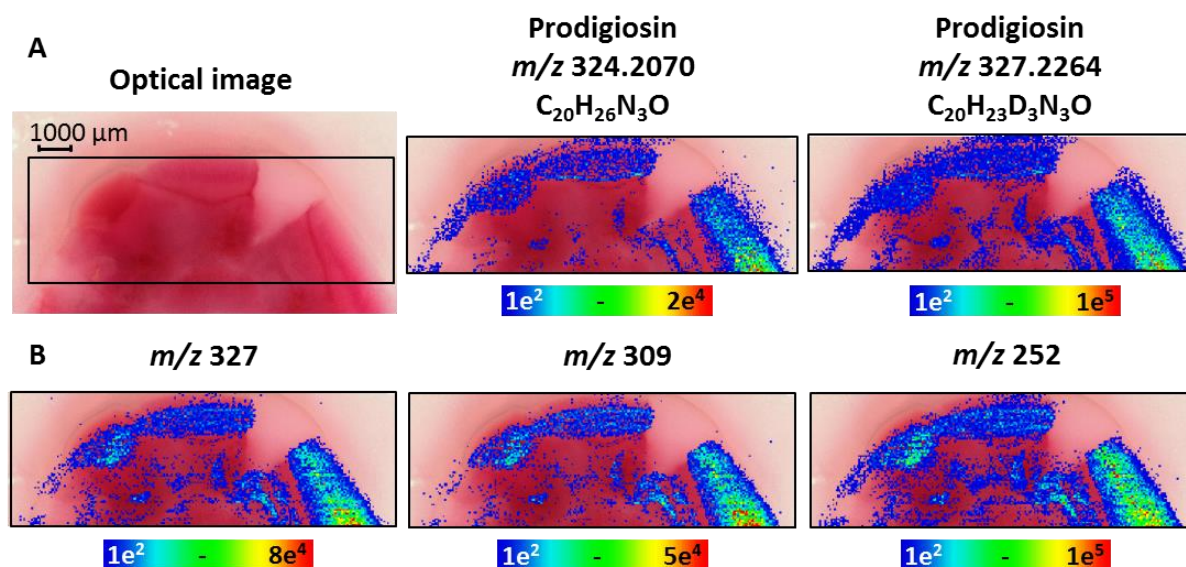 A
Optical image
1000 µm
Prodigiosin
m/z 324.2070
C₂₀H₂₆N₃O
1e² - 2e⁴
Prodigiosin
m/z 327.2264
C₂₀H₂₃D₃N₃O
1e² - 1e⁵
B
m/z 327
1e² - 8e⁴
m/z 309
1e² - 5e⁴
m/z 252
1e² - 1e⁵